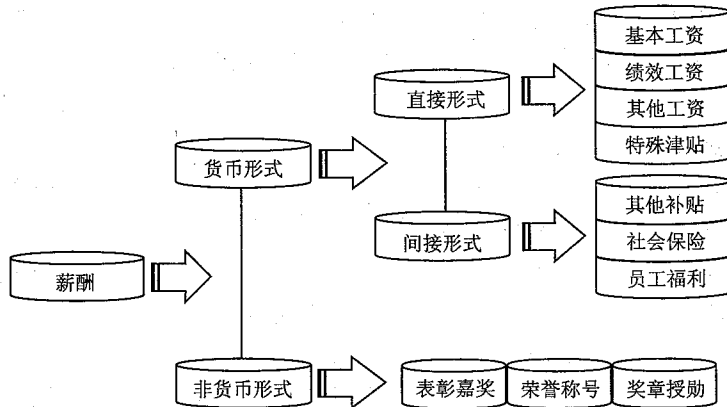 基本工资
绩效工资
其他工资
特殊津贴
直接形式
货币形式
间接形式
其他补贴
社会保险
员工福利
薪酬
非货币形式
表彰嘉奖
荣誉称号
奖章授勋